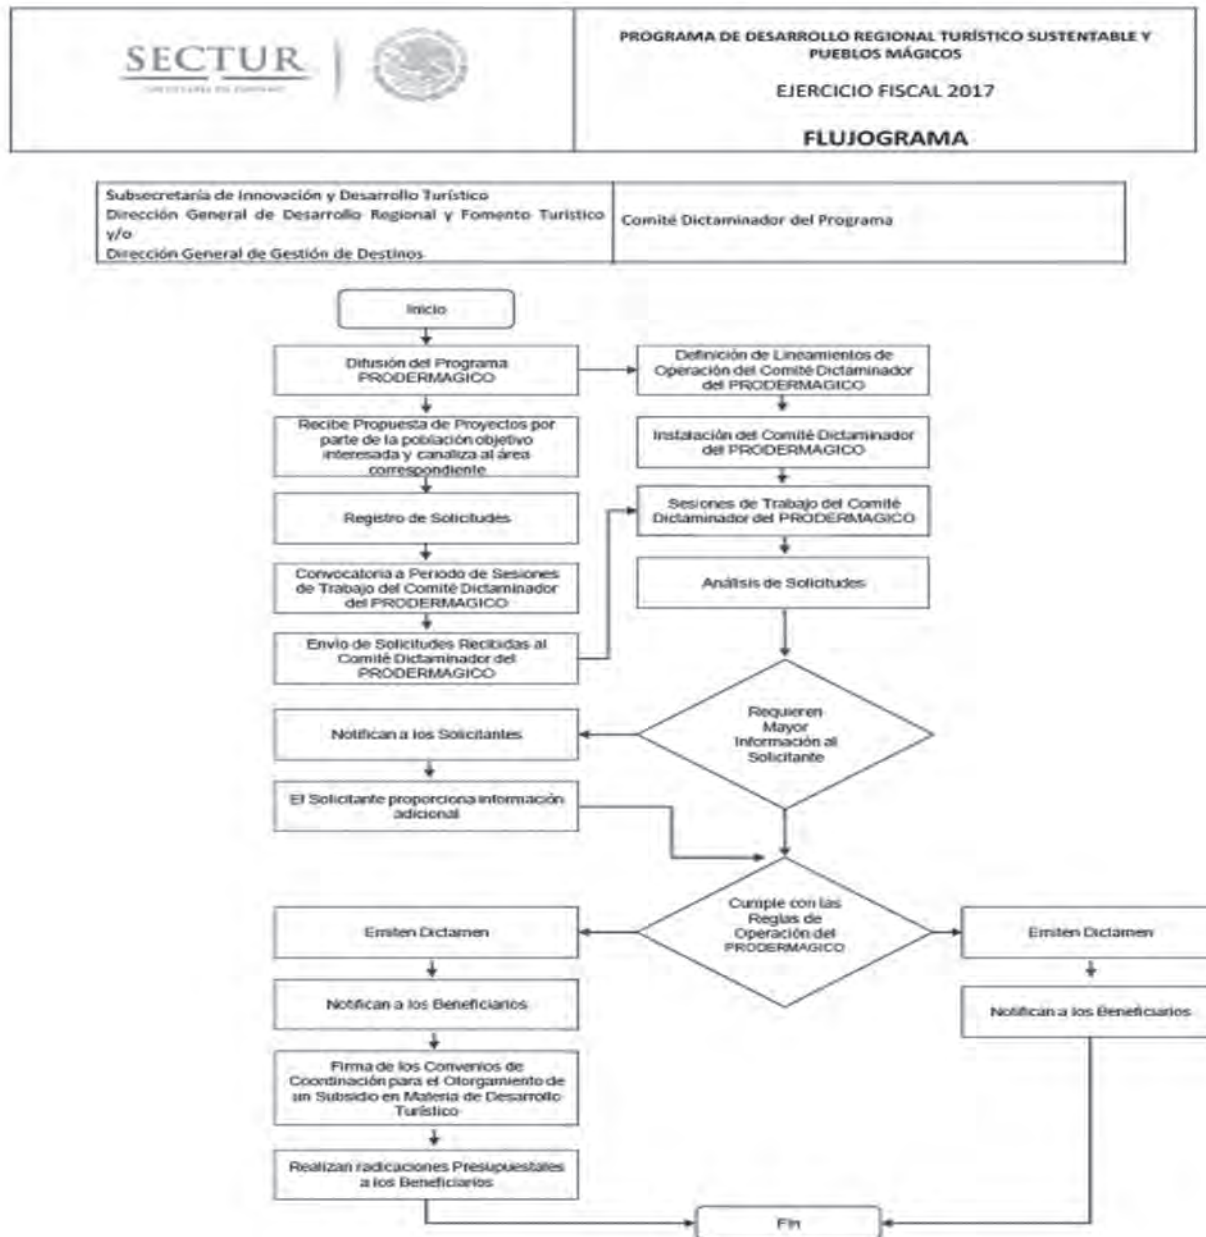 SECTUR
PROGRAMA DE DESARROLLO REGIONAL TURÍSTICO SUSTENTABLE Y
PUEBLOS MÁGICOS
EJERCICIO FISCAL 2017
FLUJOGRAMA
Subsecretaría de Innovación y Desarrollo Turístico
Dirección General de Desarrollo Regional y Fomento Turístico
y/o
Dirección General de Gestión de Destinos
Comité Dictaminador del Programa
Inicio
Difusión del Programa
PRODERMAGICO
Definición de Lineamientos de
Operación del Comité Dictaminador
del PRODERMAGICO
Recibe Propuesta de Proyectos por
parte de la población objetivo
interesada y canaliza al área
correspondiente
Instalación del Comité Dictaminador
del PRODERMAGICO
Registro de Solicitudes
Sesiones de Trabajo del Comité
Dictaminador del PRODERMAGICO
Convocatoria a Periodo de Sesiones
de Trabajo del Comité Dictaminador
del PRODERMAGICO
Análisis de Solicitudes
Envío de Solicitudes Recibidas al
Comité Dictaminador del
PRODERMAGICO
Requieren
Mayor
Información al
Solicitante
Notifican a los Solicitantes
El Solicitante proporciona información
adicional
Cumple con las
Reglas de
Operación del
PRODERMAGICO
Emiten Dictamen
Emiten Dictamen
Notifican a los Beneficiarios
Notifican a los Beneficiarios
Firma de los Convenios de
Coordinación para el Otorgamiento de
un Subsidio en Materia de Desarrollo
Turístico
Realizan radicaciones Presupuestales
a los Beneficiarios
Fin